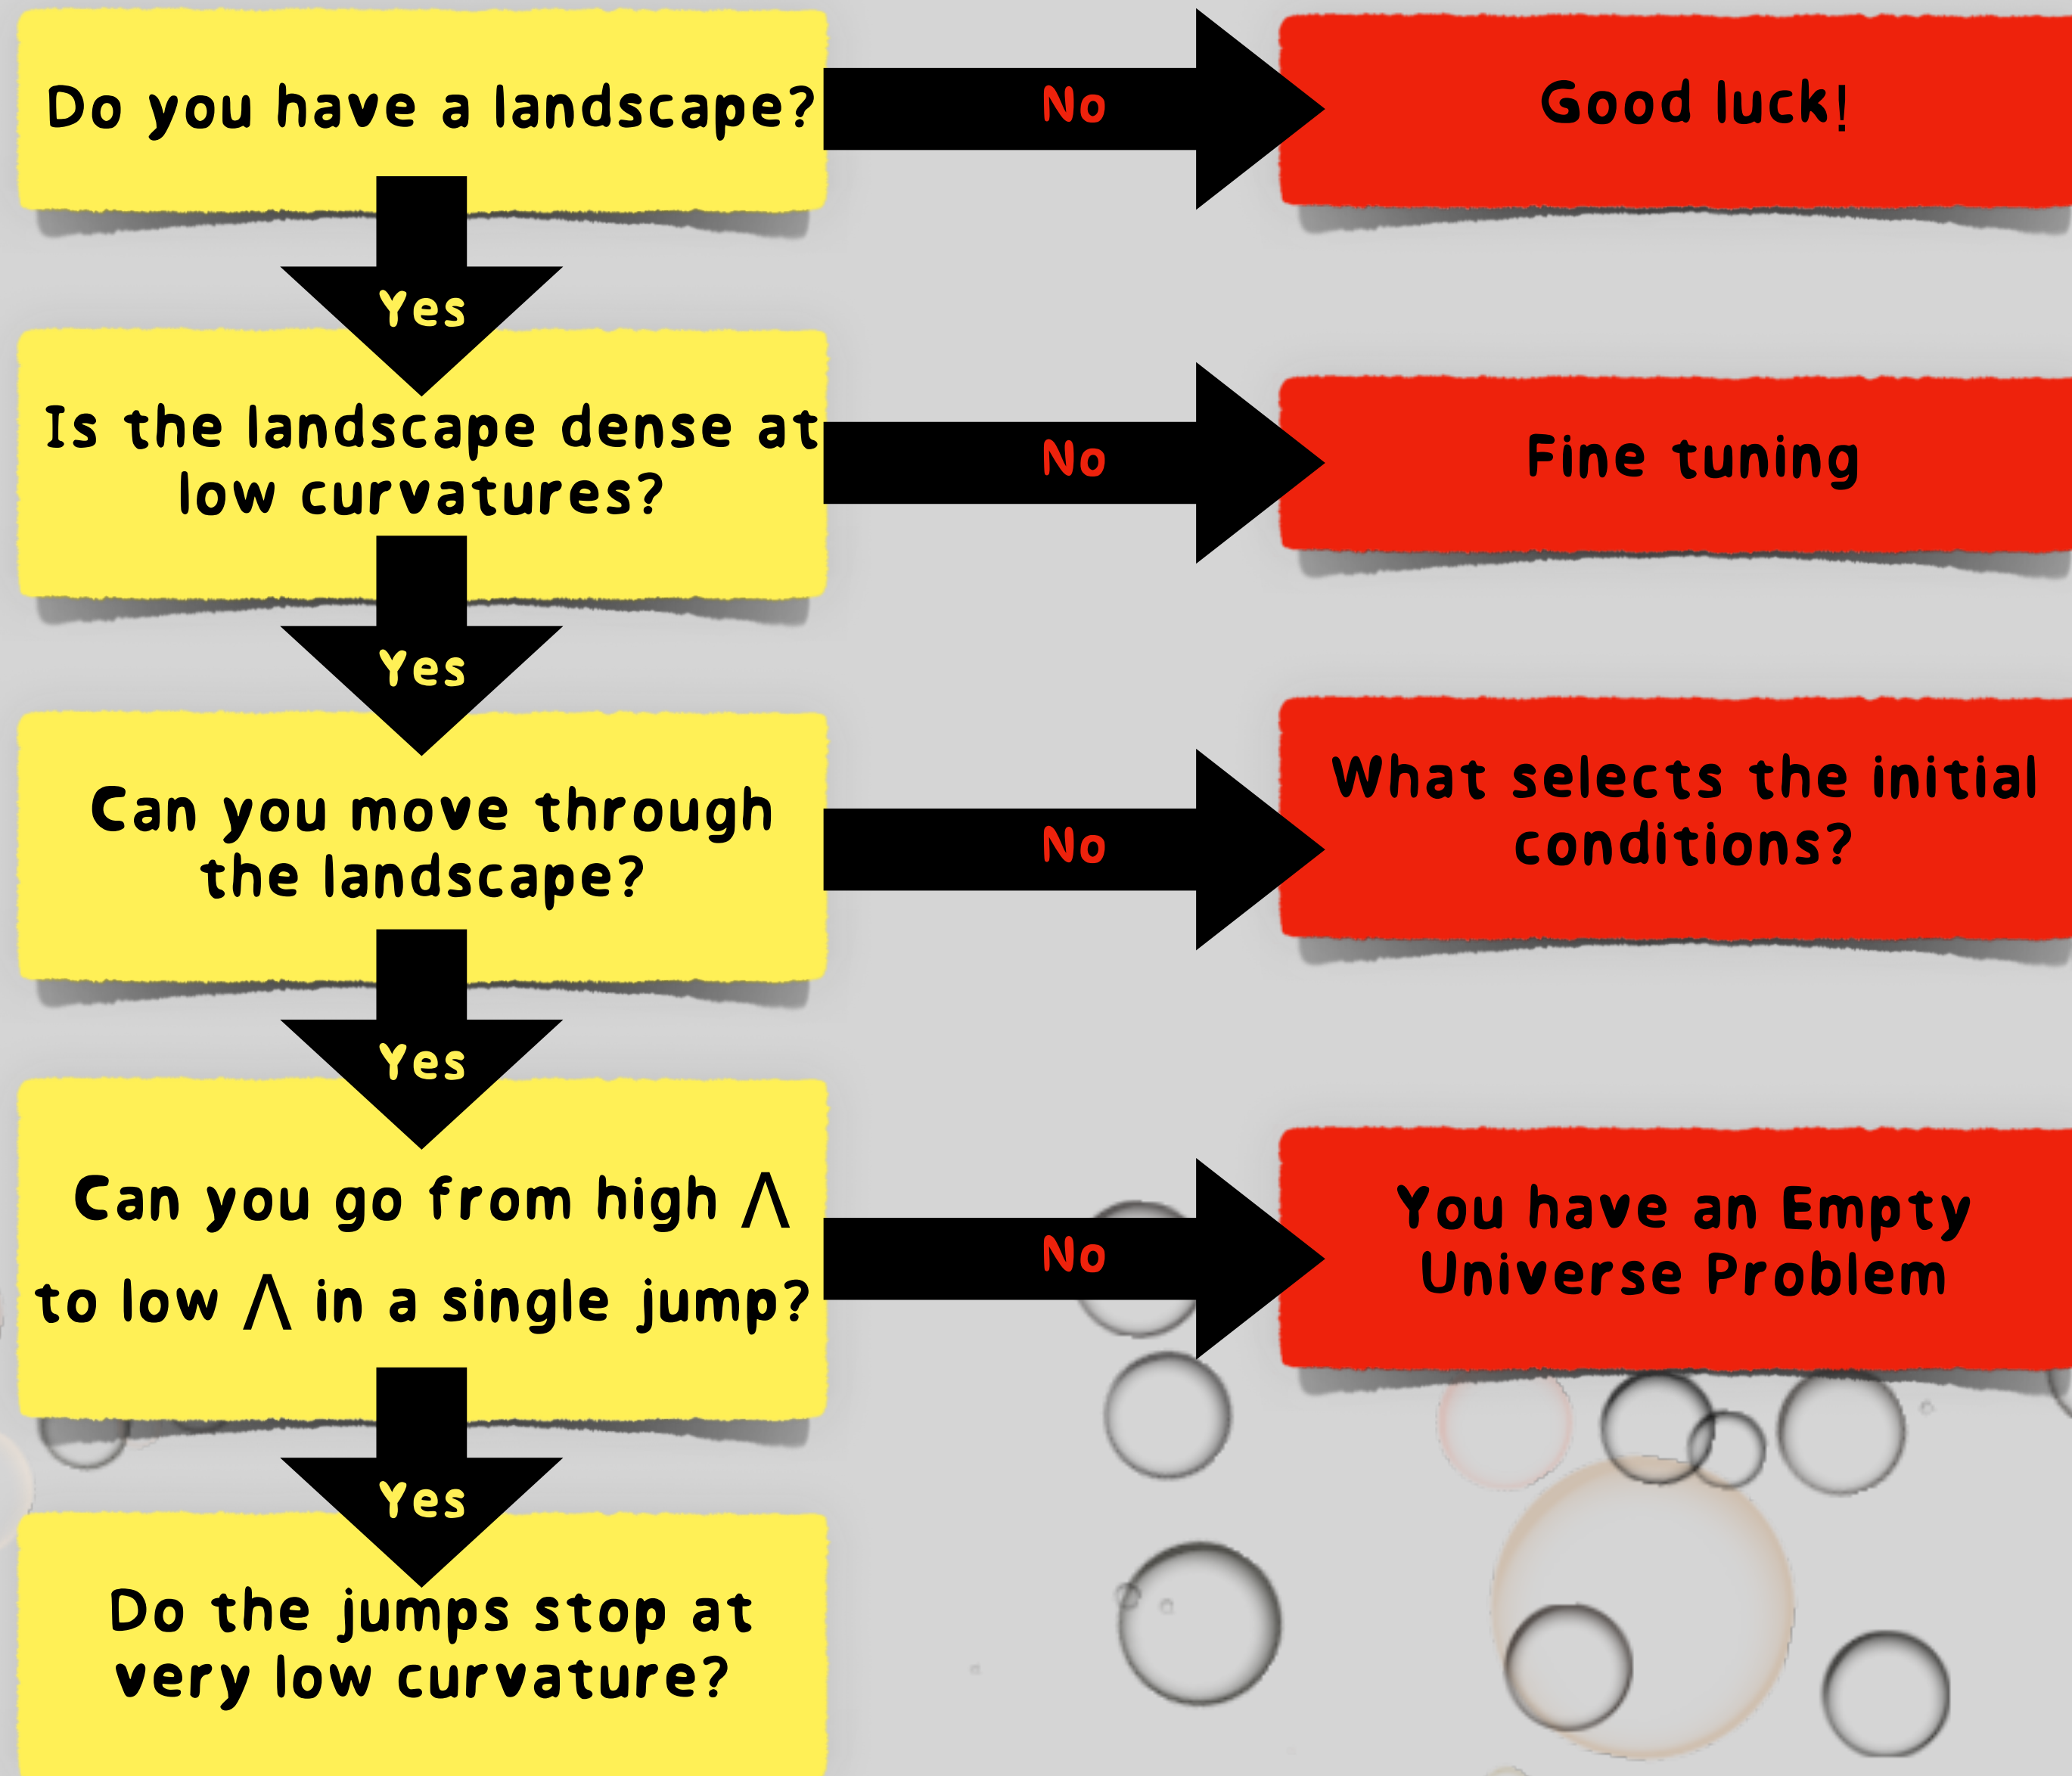 Do you have a landscape?
No
Good luck!
Yes
Is the landscape dense at
low curvatures?
No
Fine tuning
Yes
Can you move through
the landscape?
No
What selects the initial
conditions?
Yes
Can you go from high Λ
to low Λ in a single jump?
No
You have an Empty
Universe Problem
Yes
Do the jumps stop at
very low curvature?